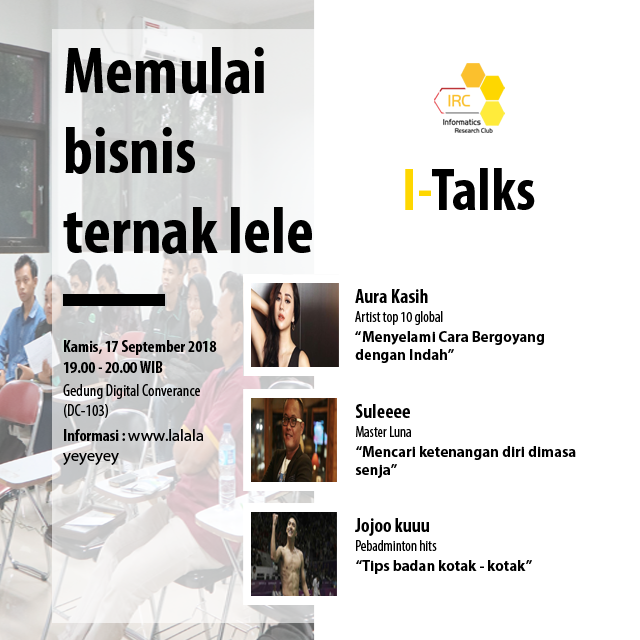 Memulai
bisnis
ternak lele
Kamis, 17 September 2018
19.00 - 20.00 WIB
Gedung Digital Converance
(DC-103)
Informasi : www.lalala
yeyeyey
IRC
Informatics
Research Club
I-Talks
Aura Kasih
Artist top 10 global
“Menyelami Cara Bergoyang
dengan Indah”
Suleeee
Master Luna
“Mencari ketenangan diri dimasa
senja”
Jojoo kuuu
Pebadminton hits
“Tips badan kotak - kotak”